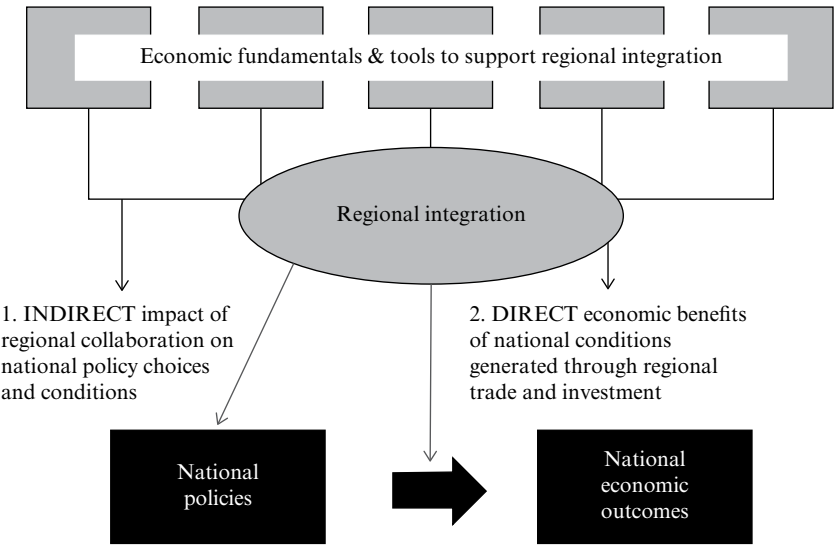 Economic fundamentals & tools to support regional integration
Regional integration
1. INDIRECT impact of
regional collaboration on
national policy choices
and conditions
2. DIRECT economic benefits
of national conditions
generated through regional
trade and investment
National
policies
National
economic
outcomes